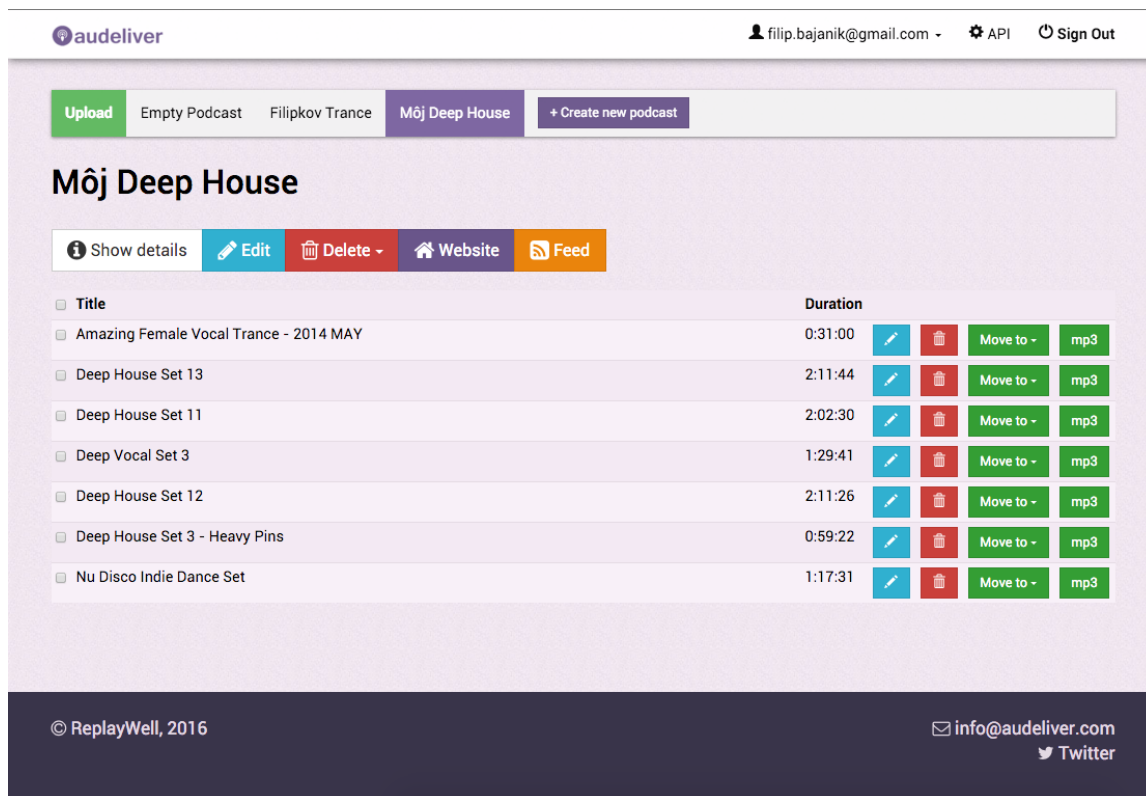 audeliver filip.bajanik@gmail.com API Sign Out
Upload Empty Podcast Filipkov Trance Môj Deep House + Create new podcast
Môj Deep House
Show details Edit Delete Website Feed
Title Duration
Amazing Female Vocal Trance - 2014 MAY 0:31:00 Move to mp3
Deep House Set 13 2:11:44 Move to mp3
Deep House Set 11 2:02:30 Move to mp3
Deep Vocal Set 3 1:29:41 Move to mp3
Deep House Set 12 2:11:26 Move to mp3
Deep House Set 3 - Heavy Pins 0:59:22 Move to mp3
Nu Disco Indie Dance Set 1:17:31 Move to mp3
© ReplayWell, 2016 info@audeliver.com
Twitter